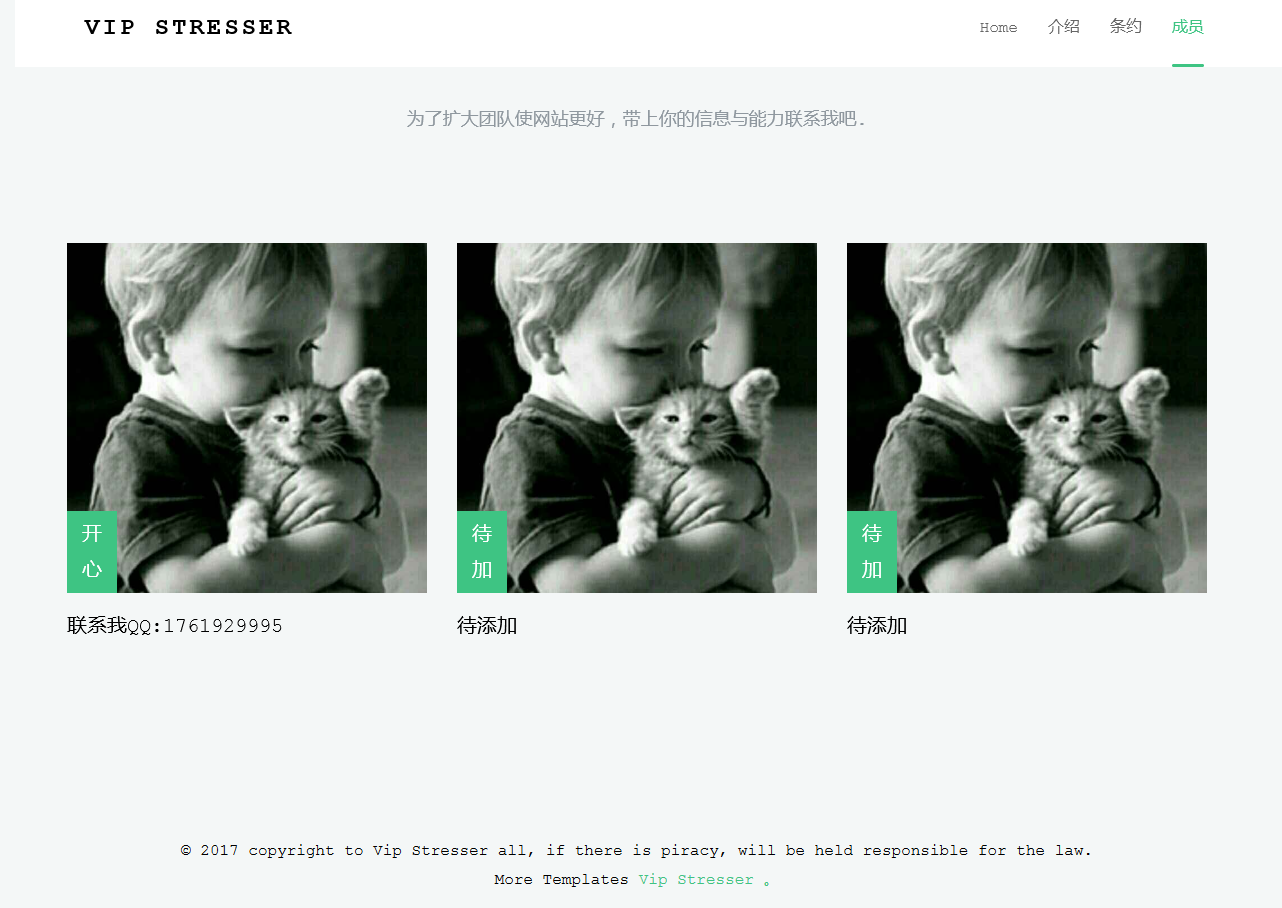 VIP STRESSER
Home 介绍 条约 成员
为了扩大团队使网站更好，带上你的信息与能力联系我吧.
开
心
待
加
待
加
联系我QQ:1761929995
待添加
待添加
© 2017 copyright to Vip Stresser all, if there is piracy, will be held responsible for the law.
More Templates Vip Stresser 。